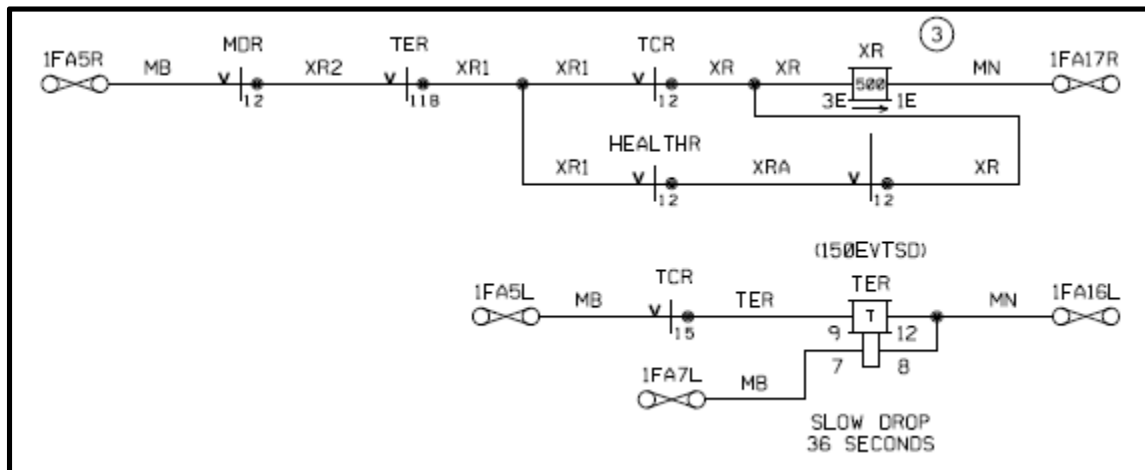 3
1FA5R MB MDR XR2 TER XR1 XR1 TCR XR XR XR MN 1FA17R
12 11B 12 500
3E 1E
HEALTHR
XR1 XRA XR
12 12
(150EVTSD)
1FA5L MB TCR TER TER MN 1FA16L
T
15 9 12
7 8
1FA7L MB
SLOW DROP
36 SECONDS